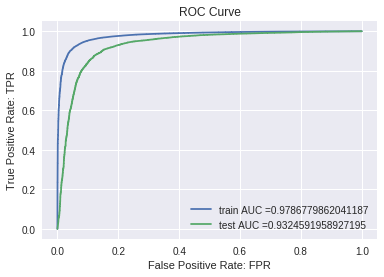 ROC Curve
True Positive Rate: TPR
1.0
0.8
0.6
0.4
0.2
0.0
train AUC =0.9786779862041187
test AUC =0.9324591958927195
0.0 0.2 0.4 0.6 0.8 1.0
False Positive Rate: FPR